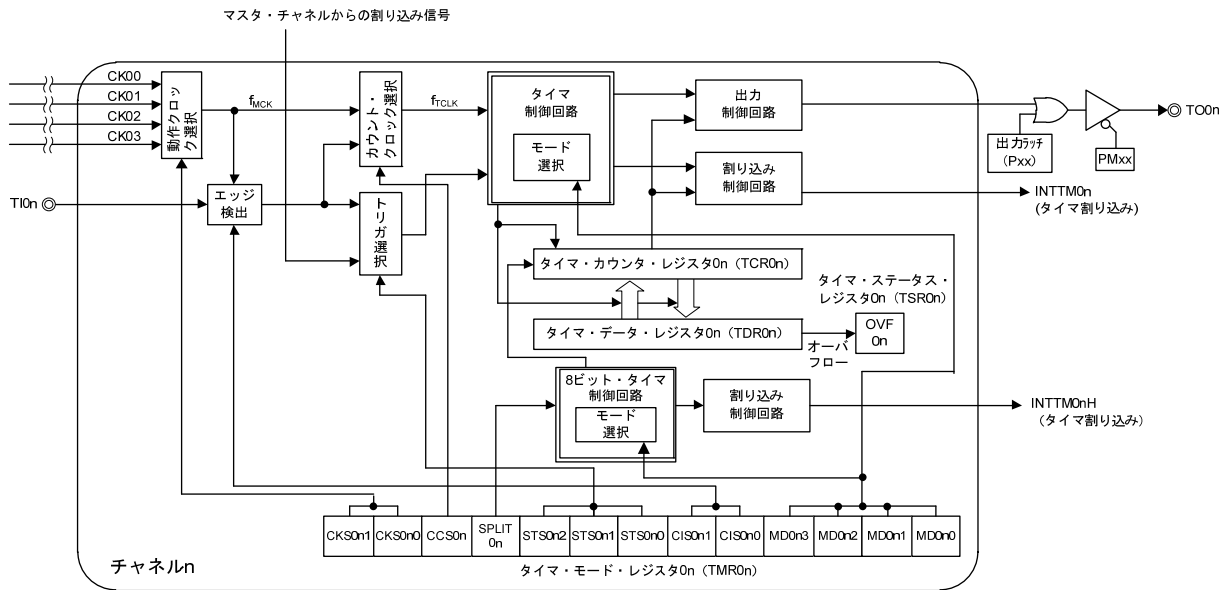 マスタ・チャネルからの割り込み信号
CK00
CK01
CK02
CK03
動作クロッ
ク選択
fMCK
カウント・
クロック選択
fTCLK
タイマ
制御回路
モード
選択
出力
制御回路
出力ラッチ
(Pxx)
PMxx
TO0n
割り込み
制御回路
INTTM0n
(タイマ割り込み)
TI0n
エッジ
検出
トリ
ガ選
択
タイマ・カウンタ・レジスタ0n（TCR0n）
タイマ・ステータス・
レジスタ0n（TSR0n）
タイマ・データ・レジスタ0n（TDR0n）
オーバ
フロー
OVF
0n
8ビット・タイマ
制御回路
モード
選択
割り込み
制御回路
INTTM0nH
（タイマ割り込み）
CKS0n1
CKS0n0
CCS0n
SPLIT
0n
STS0n2
STS0n1
STS0n0
CIS0n1
CIS0n0
MD0n3
MD0n2
MD0n1
MD0n0
チャネルn
タイマ・モード・レジスタ0n（TMR0n）